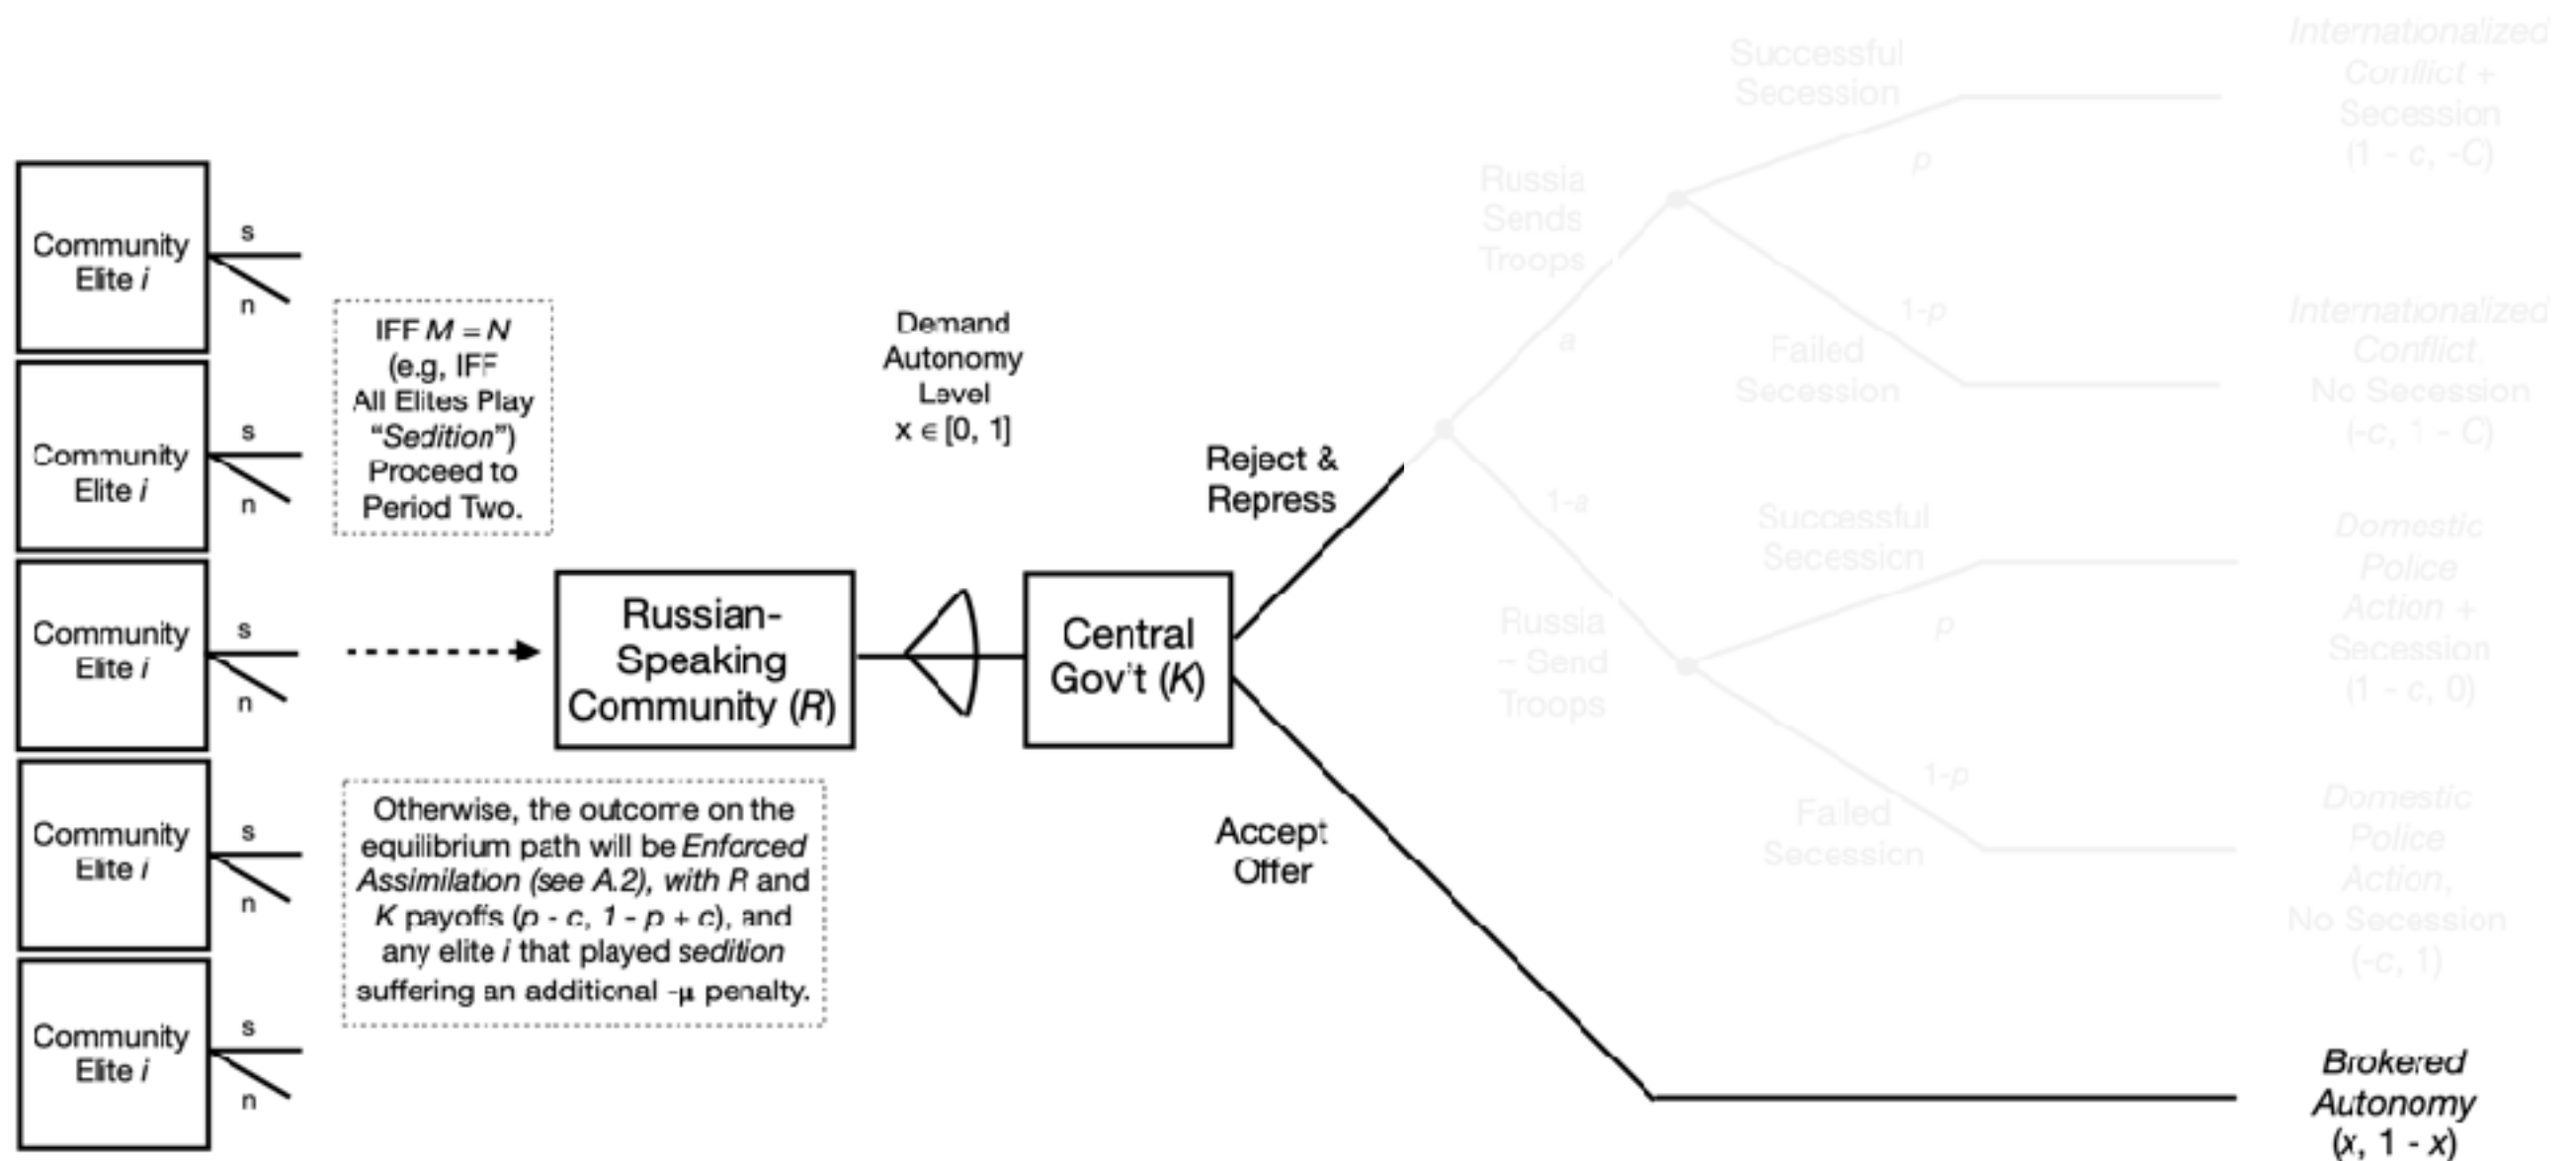 Community
Elite i
s
n
Community
Elite i
s
n
Community
Elite i
s
n
Community
Elite i
s
n
Community
Elite i
s
n
IFF M = N
(e.g, IFF
All Elites Play
“Sedition”)
Proceed to
Period Two.
Otherwise, the outcome on the
equilibrium path will be Enforced
Assimilation (see A.2), with R and
K payoffs (p - c, 1 - p + c), and
any elite i that played sedition
suffering an additional -μ penalty.
Russian-
Speaking
Community (R)
Demand
Autonomy
Level
x ∈ [0, 1]
Central
Gov't (K)
Reject &
Repress
Accept
Offer
Russia
Sends
Troops
a
1-a
Russia
~ Send
Troops
Successful
Secession
p
1-p
Failed
Secession
Successful
Secession
p
1-p
Failed
Secession
Internationalized
Conflict +
Secession
(1 - c, -C)
Internationalized
Conflict,
No Secession
(-c, 1 - C)
Domestic
Police
Action +
Secession
(1 - c, 0)
Domestic
Police
Action,
No Secession
(-c, 1)
Brokered
Autonomy
(x, 1 - x)